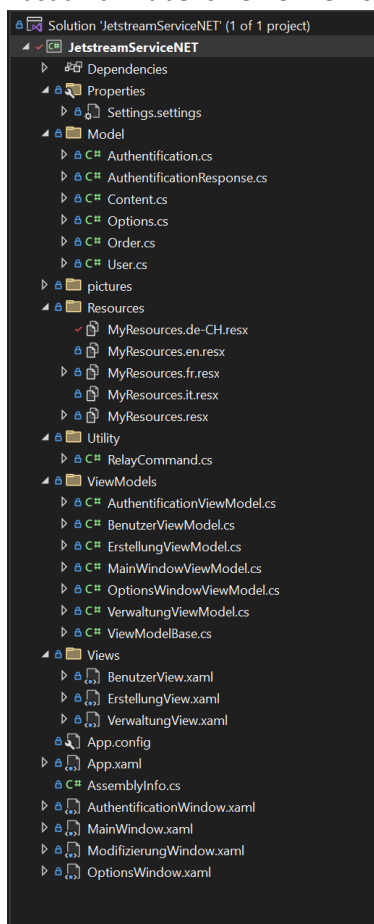 Solution 'JetstreamServiceNET' (1 of 1 project)
C# JetstreamServiceNET
Dependencies
Properties
Settings.settings
Model
C# Authentification.cs
C# AuthentificationResponse.cs
C# Content.cs
C# Options.cs
C# Order.cs
C# User.cs
pictures
Resources
MyResources.de-CH.resx
MyResources.en.resx
MyResources.fr.resx
MyResources.it.resx
MyResources.resx
Utility
C# RelayCommand.cs
ViewModels
C# AuthentificationViewModel.cs
C# BenutzerViewModel.cs
C# ErstellungViewModel.cs
C# MainWindowViewModel.cs
C# OptionsWindowViewModel.cs
C# VerwaltungViewModel.cs
C# ViewModelBase.cs
Views
BenutzerView.xaml
ErstellungView.xaml
VerwaltungView.xaml
App.config
App.xaml
C# AssemblyInfo.cs
AuthentificationWindow.xaml
MainWindow.xaml
ModifizierungWindow.xaml
OptionsWindow.xaml